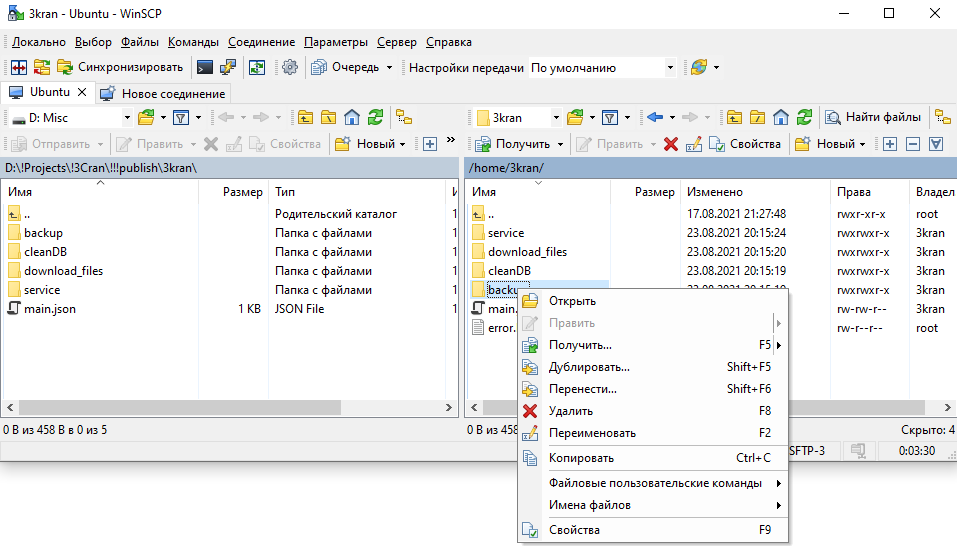 3kran - Ubuntu - WinSCP
Локально Выбор Файлы Команды Соединение Параметры Сервер Справка
Синхронизировать Очередь Настройки передачи По умолчанию
Ubuntu Новое соединение
D: Misc 3kran Найти файлы
Отправить Править Свойства Новый Получить Править Свойства Новый
D:\!Projects\!3Cran\!!!publish\3kran\ /home/3kran/
Имя Размер Тип Имя Размер Изменено Права Владел
.. Родительский каталог .. 17.08.2021 21:27:48 rwxr-xr-x root
backup Папка с файлами service 23.08.2021 20:15:24 rwxrwxr-x 3kran
cleanDB Папка с файлами download_files 23.08.2021 20:15:20 rwxrwxr-x 3kran
download_files Папка с файлами cleanDB 23.08.2021 20:15:19 rwxrwxr-x 3kran
service Папка с файлами backu rwxrwxr-x 3kran
main.json 1 KB JSON File main. rw-rw-r-- 3kran
error. rw-r--r-- root
Открыть
Править
Получить... F5
Дублировать... Shift+F5
Перенести... Shift+F6
Удалить F8
Переименовать F2
Копировать Ctrl+C
Файловые пользовательские команды
Имена файлов
Свойства F9
0 B из 458 B в 0 из 5 0 B из 458 Скрыто: 4
SFTP-3 0:03:30